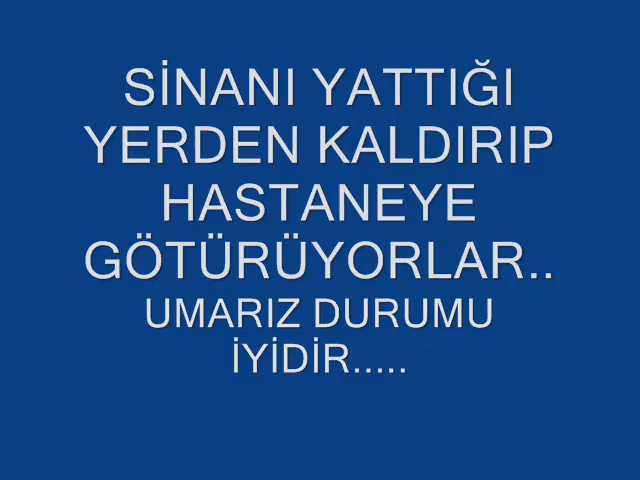 SİNANI YATTIĞI
YERDEN KALDIRIP
HASTANEYE
GÖTÜRÜYORLAR..
UMARIZ DURUMU
İYİDİR.....